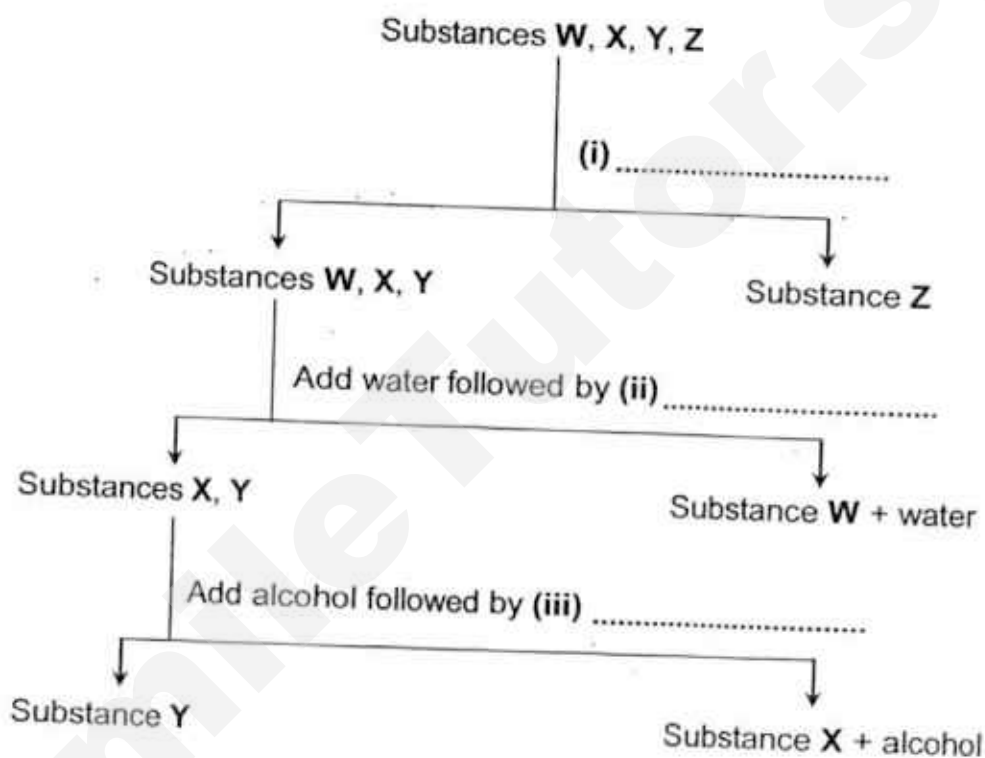 Substances W, X, Y, Z
(i) ..............................
Substances W, X, Y
Substance Z
Add water followed by (ii) ..............................
Substances X, Y
Substance W + water
Add alcohol followed by (iii) ..............................
Substance Y
Substance X + alcohol